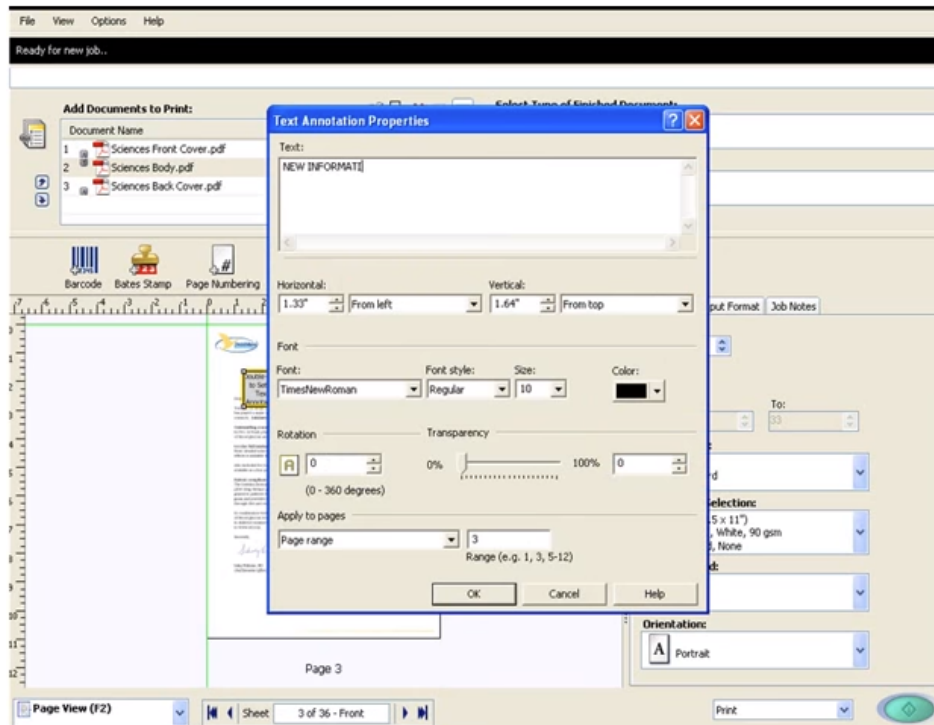 File View Options Help
Ready for new job..
Add Documents to Print:
Select Type of Finished Document:
Document Name
1 Sciences Front Cover.pdf
2 Sciences Body.pdf
3 Sciences Back Cover.pdf
Barcode Bates Stamp Page Numbering
Text Annotation Properties
Text:
NEW INFORMATI
Horizontal: Vertical:
1.33" From left 1.64" From top
Font
Font: Font style: Size: Color:
TimesNewRoman Regular 10
Rotation Transparency
0 0% 100% 0
(0 - 360 degrees)
Apply to pages
Page range 3
Range (e.g. 1, 3, 5-12)
OK Cancel Help
put Format Job Notes
To:
33
rd
election:
.5 x 11")
, White, 90 gsm
, None
d:
Orientation:
A Portrait
Page 3
Page View (F2) Sheet 3 of 36 - Front Print